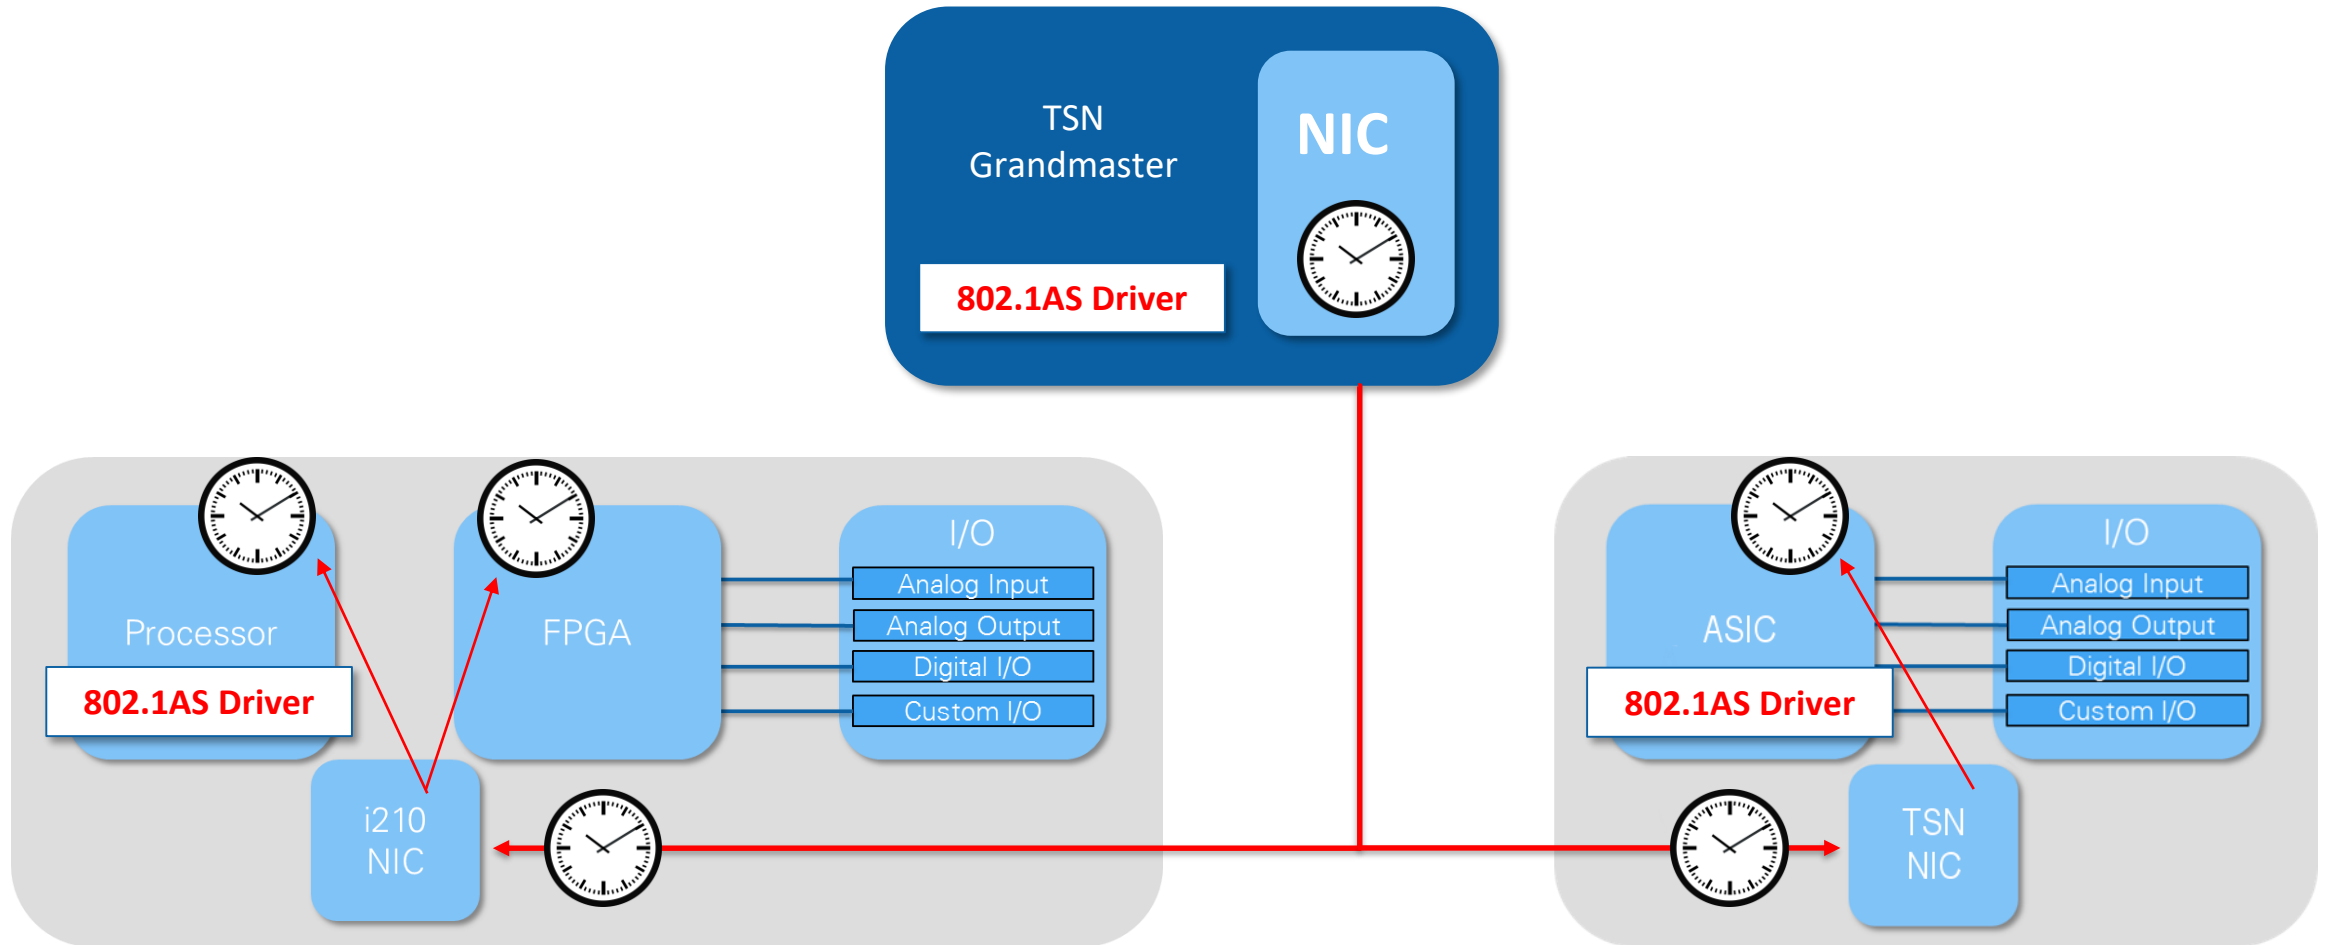 TSN
Grandmaster
NIC
802.1AS Driver
Processor
802.1AS Driver
FPGA
I/O
Analog Input
Analog Output
Digital I/O
Custom I/O
i210
NIC
ASIC
802.1AS Driver
I/O
Analog Input
Analog Output
Digital I/O
Custom I/O
TSN
NIC